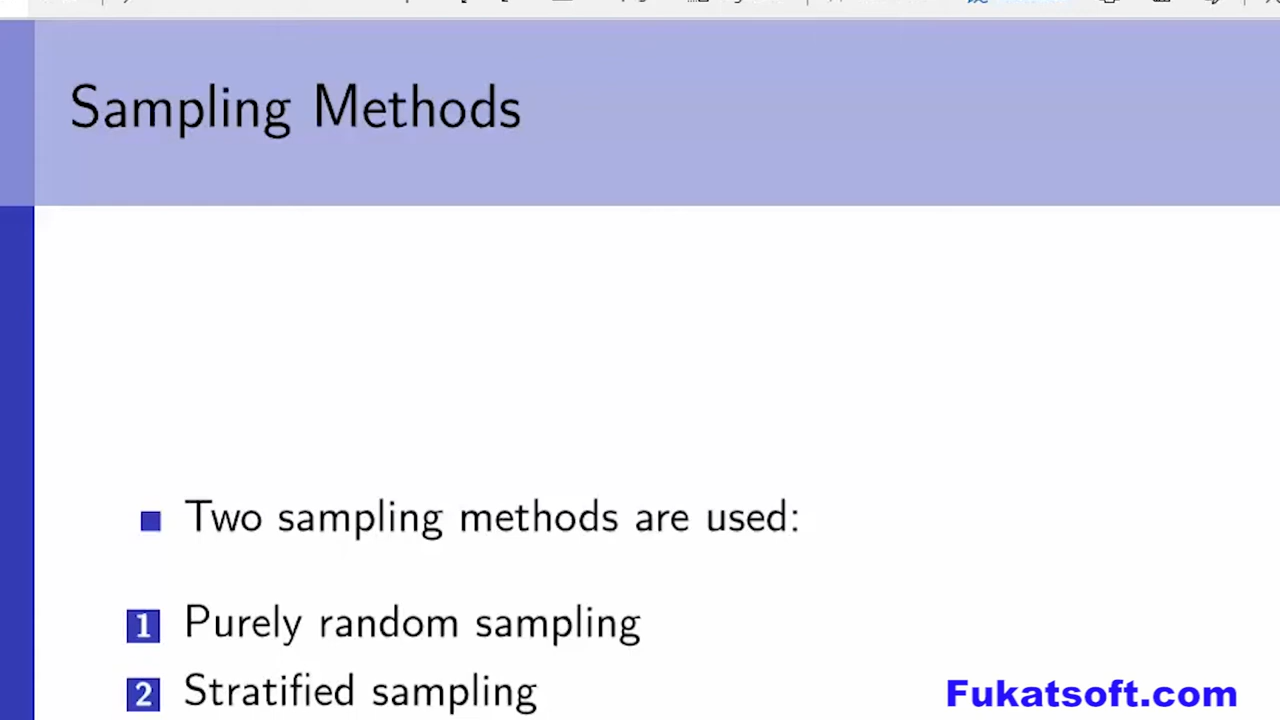 Sampling Methods
Two sampling methods are used:
1 Purely random sampling
2 Stratified sampling
Fukatsoft.com